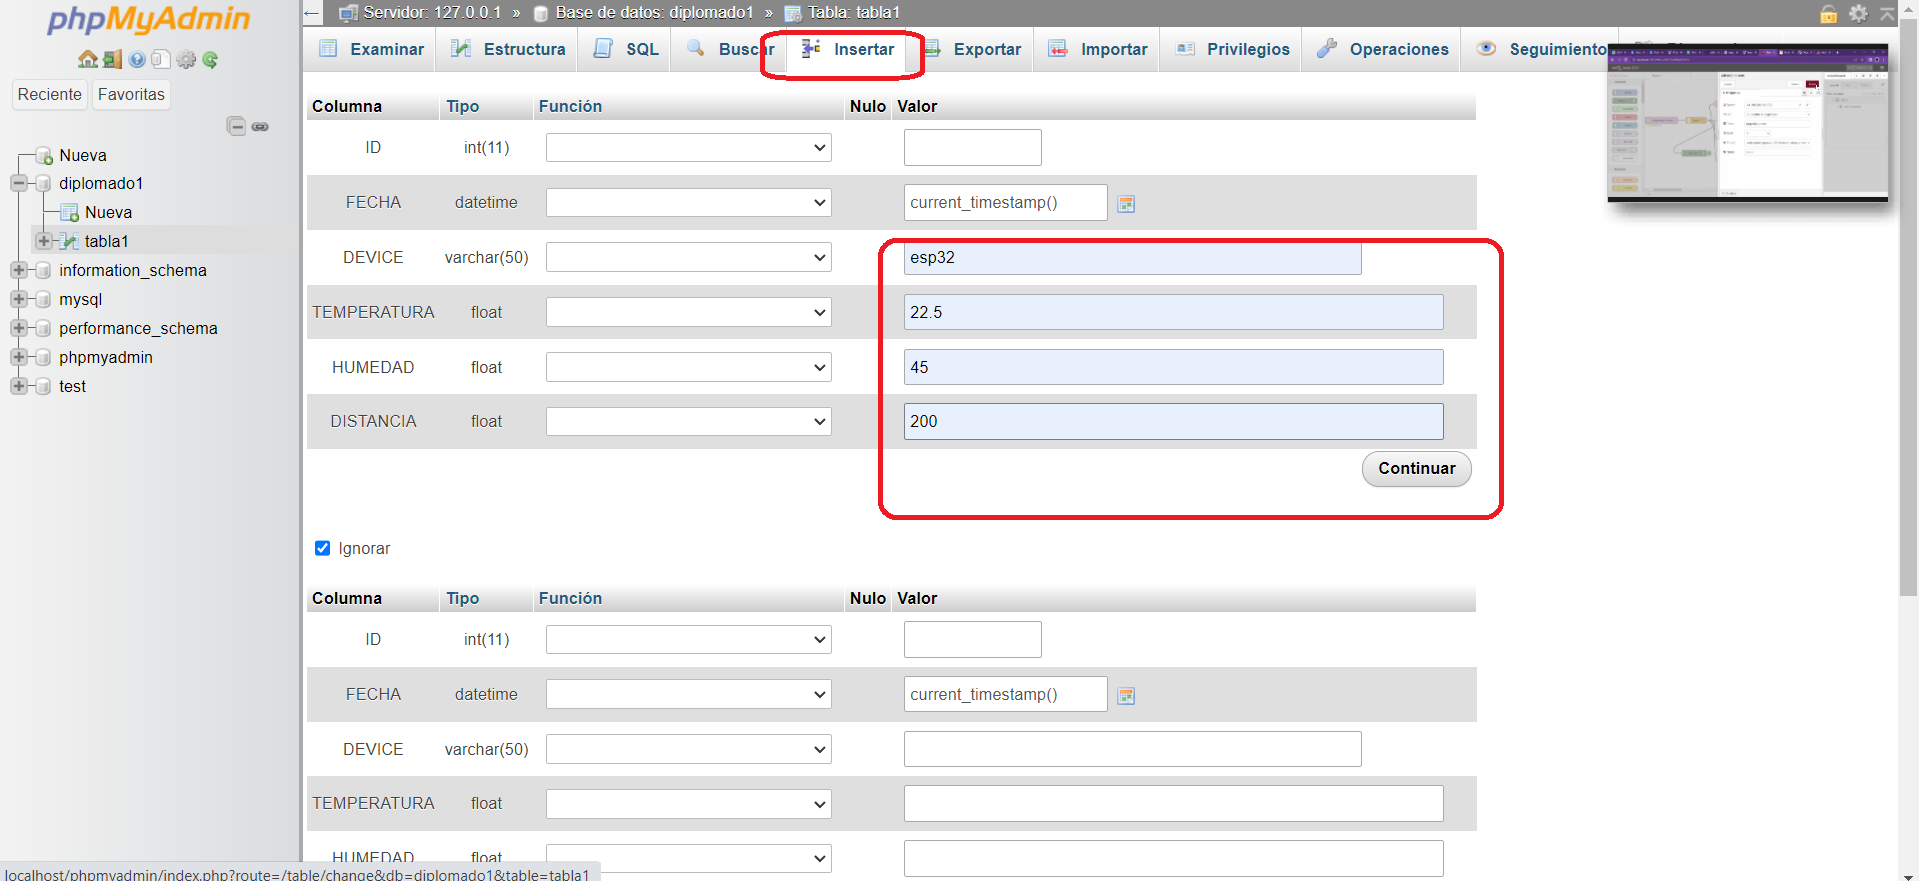 phpMyAdmin
Reciente Favoritas
Nueva
diplomado1
Nueva
tabla1
information_schema
mysql
performance_schema
phpmyadmin
test
Servidor: 127.0.0.1 » Base de datos: diplomado1 » Tabla: tabla1
Examinar Estructura SQL Buscar Insertar Exportar Importar Privilegios Operaciones Seguimiento
Columna Tipo Función Nulo Valor
ID int(11)
FECHA datetime current_timestamp()
DEVICE varchar(50) esp32
TEMPERATURA float 22.5
HUMEDAD float 45
DISTANCIA float 200
Continuar
Ignorar
Columna Tipo Función Nulo Valor
ID int(11)
FECHA datetime current_timestamp()
DEVICE varchar(50)
TEMPERATURA float
HUMEDAD float
localhost/phpmyadmin/index.php?route=/table/change&db=diplomado1&table=tabla1